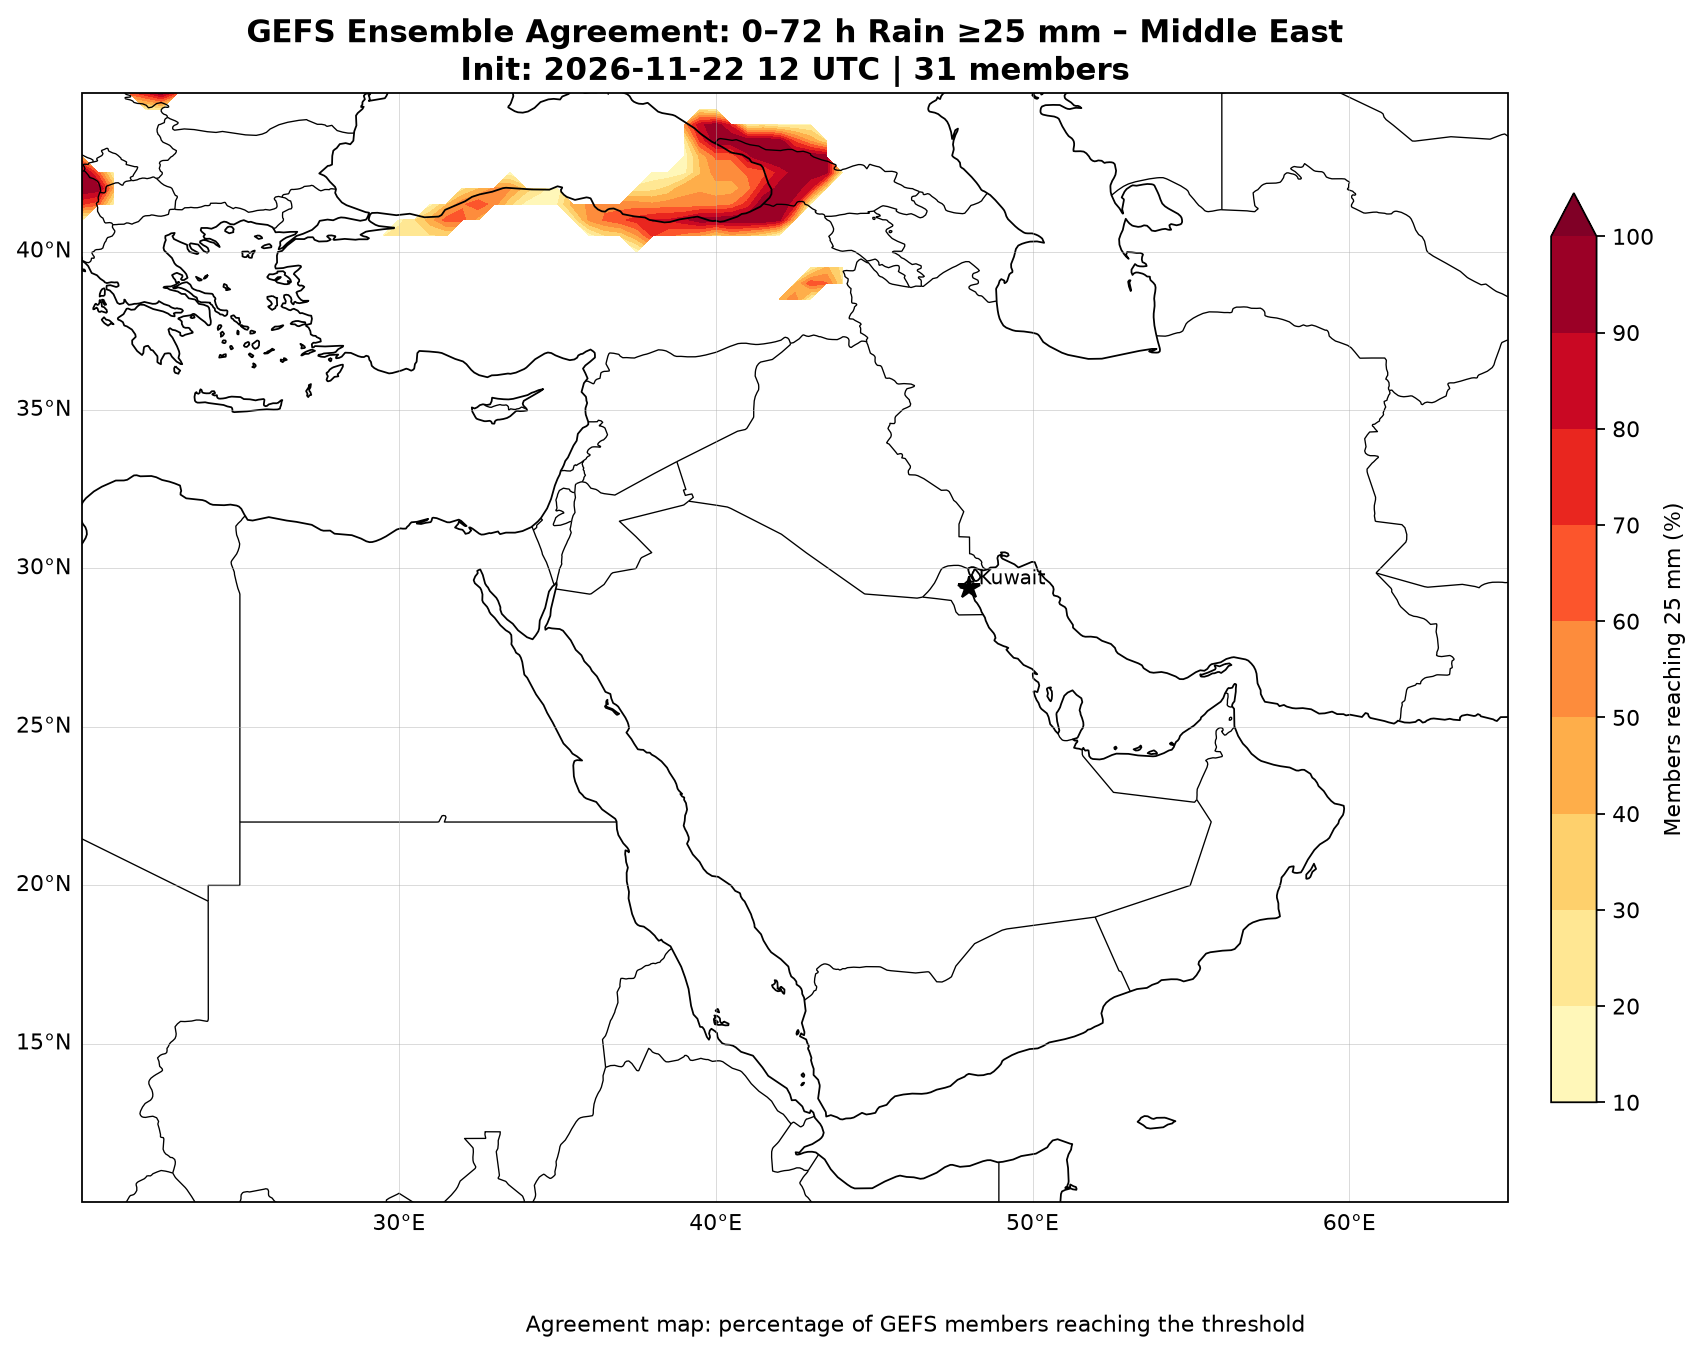 GEFS Ensemble Agreement: 0–72 h Rain ≥25 mm – Middle East
Init: 2026-11-22 12 UTC | 31 members
40°N
35°N
30°N
25°N
20°N
15°N
30°E
40°E
50°E
60°E
Kuwait
100
90
80
70
60
50
40
30
20
10
Members reaching 25 mm (%)
Agreement map: percentage of GEFS members reaching the threshold